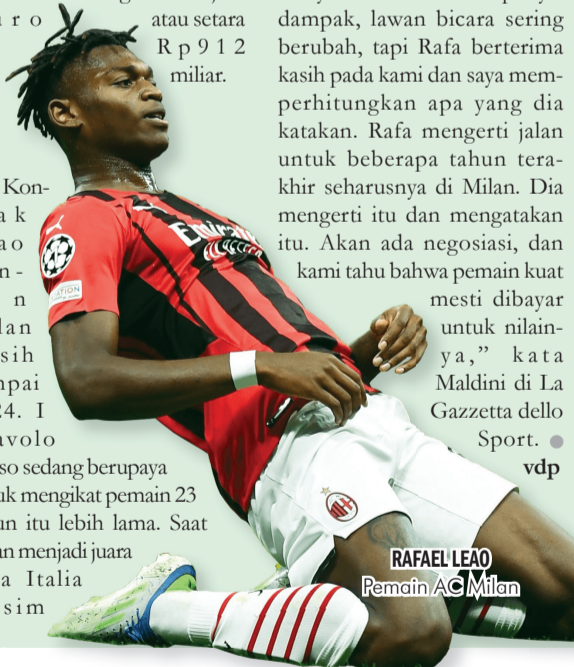 atau setara
Rp912
miliar.
Kon-
dampak, lawan bicara sering
berubah, tapi Rafa berterima
kasih pada kami dan saya mem-
perhitungkan apa yang dia
katakan. Rafa mengerti jalan
untuk beberapa tahun tera-
khir seharusnya di Milan. Dia
mengerti itu dan mengatakan
itu. Akan ada negosiasi, dan
kami tahu bahwa pemain kuat
mesti dibayar
untuk nilain-
ya,” kata
Maldini di La
Gazzetta dello
Sport.
vdp
24. I
so sedang berupaya
uk mengikat pemain 23
un itu lebih lama. Saat
an menjadi juara
a Italia
sim
RAFAEL LEAO
Pemain AC Milan